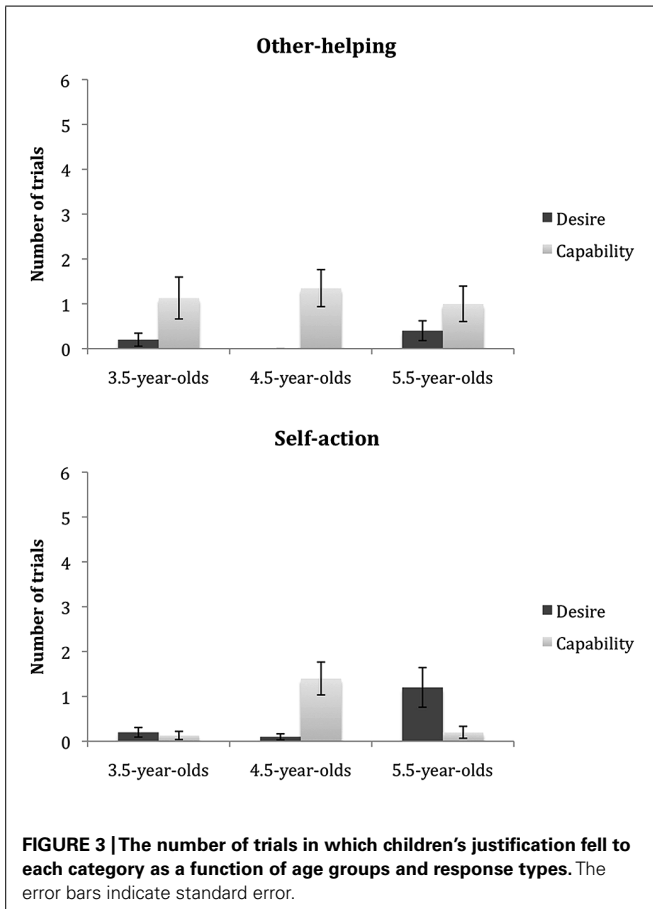 Other-helping
6
5
4
3
2
1
0
Number of trials
Desire
Capability
3.5-year-olds 4.5-year-olds 5.5-year-olds
Self-action
6
5
4
3
2
1
0
Number of trials
Desire
Capability
3.5-year-olds 4.5-year-olds 5.5-year-olds
FIGURE 3 | The number of trials in which children's justification fell to
each category as a function of age groups and response types. The
error bars indicate standard error.